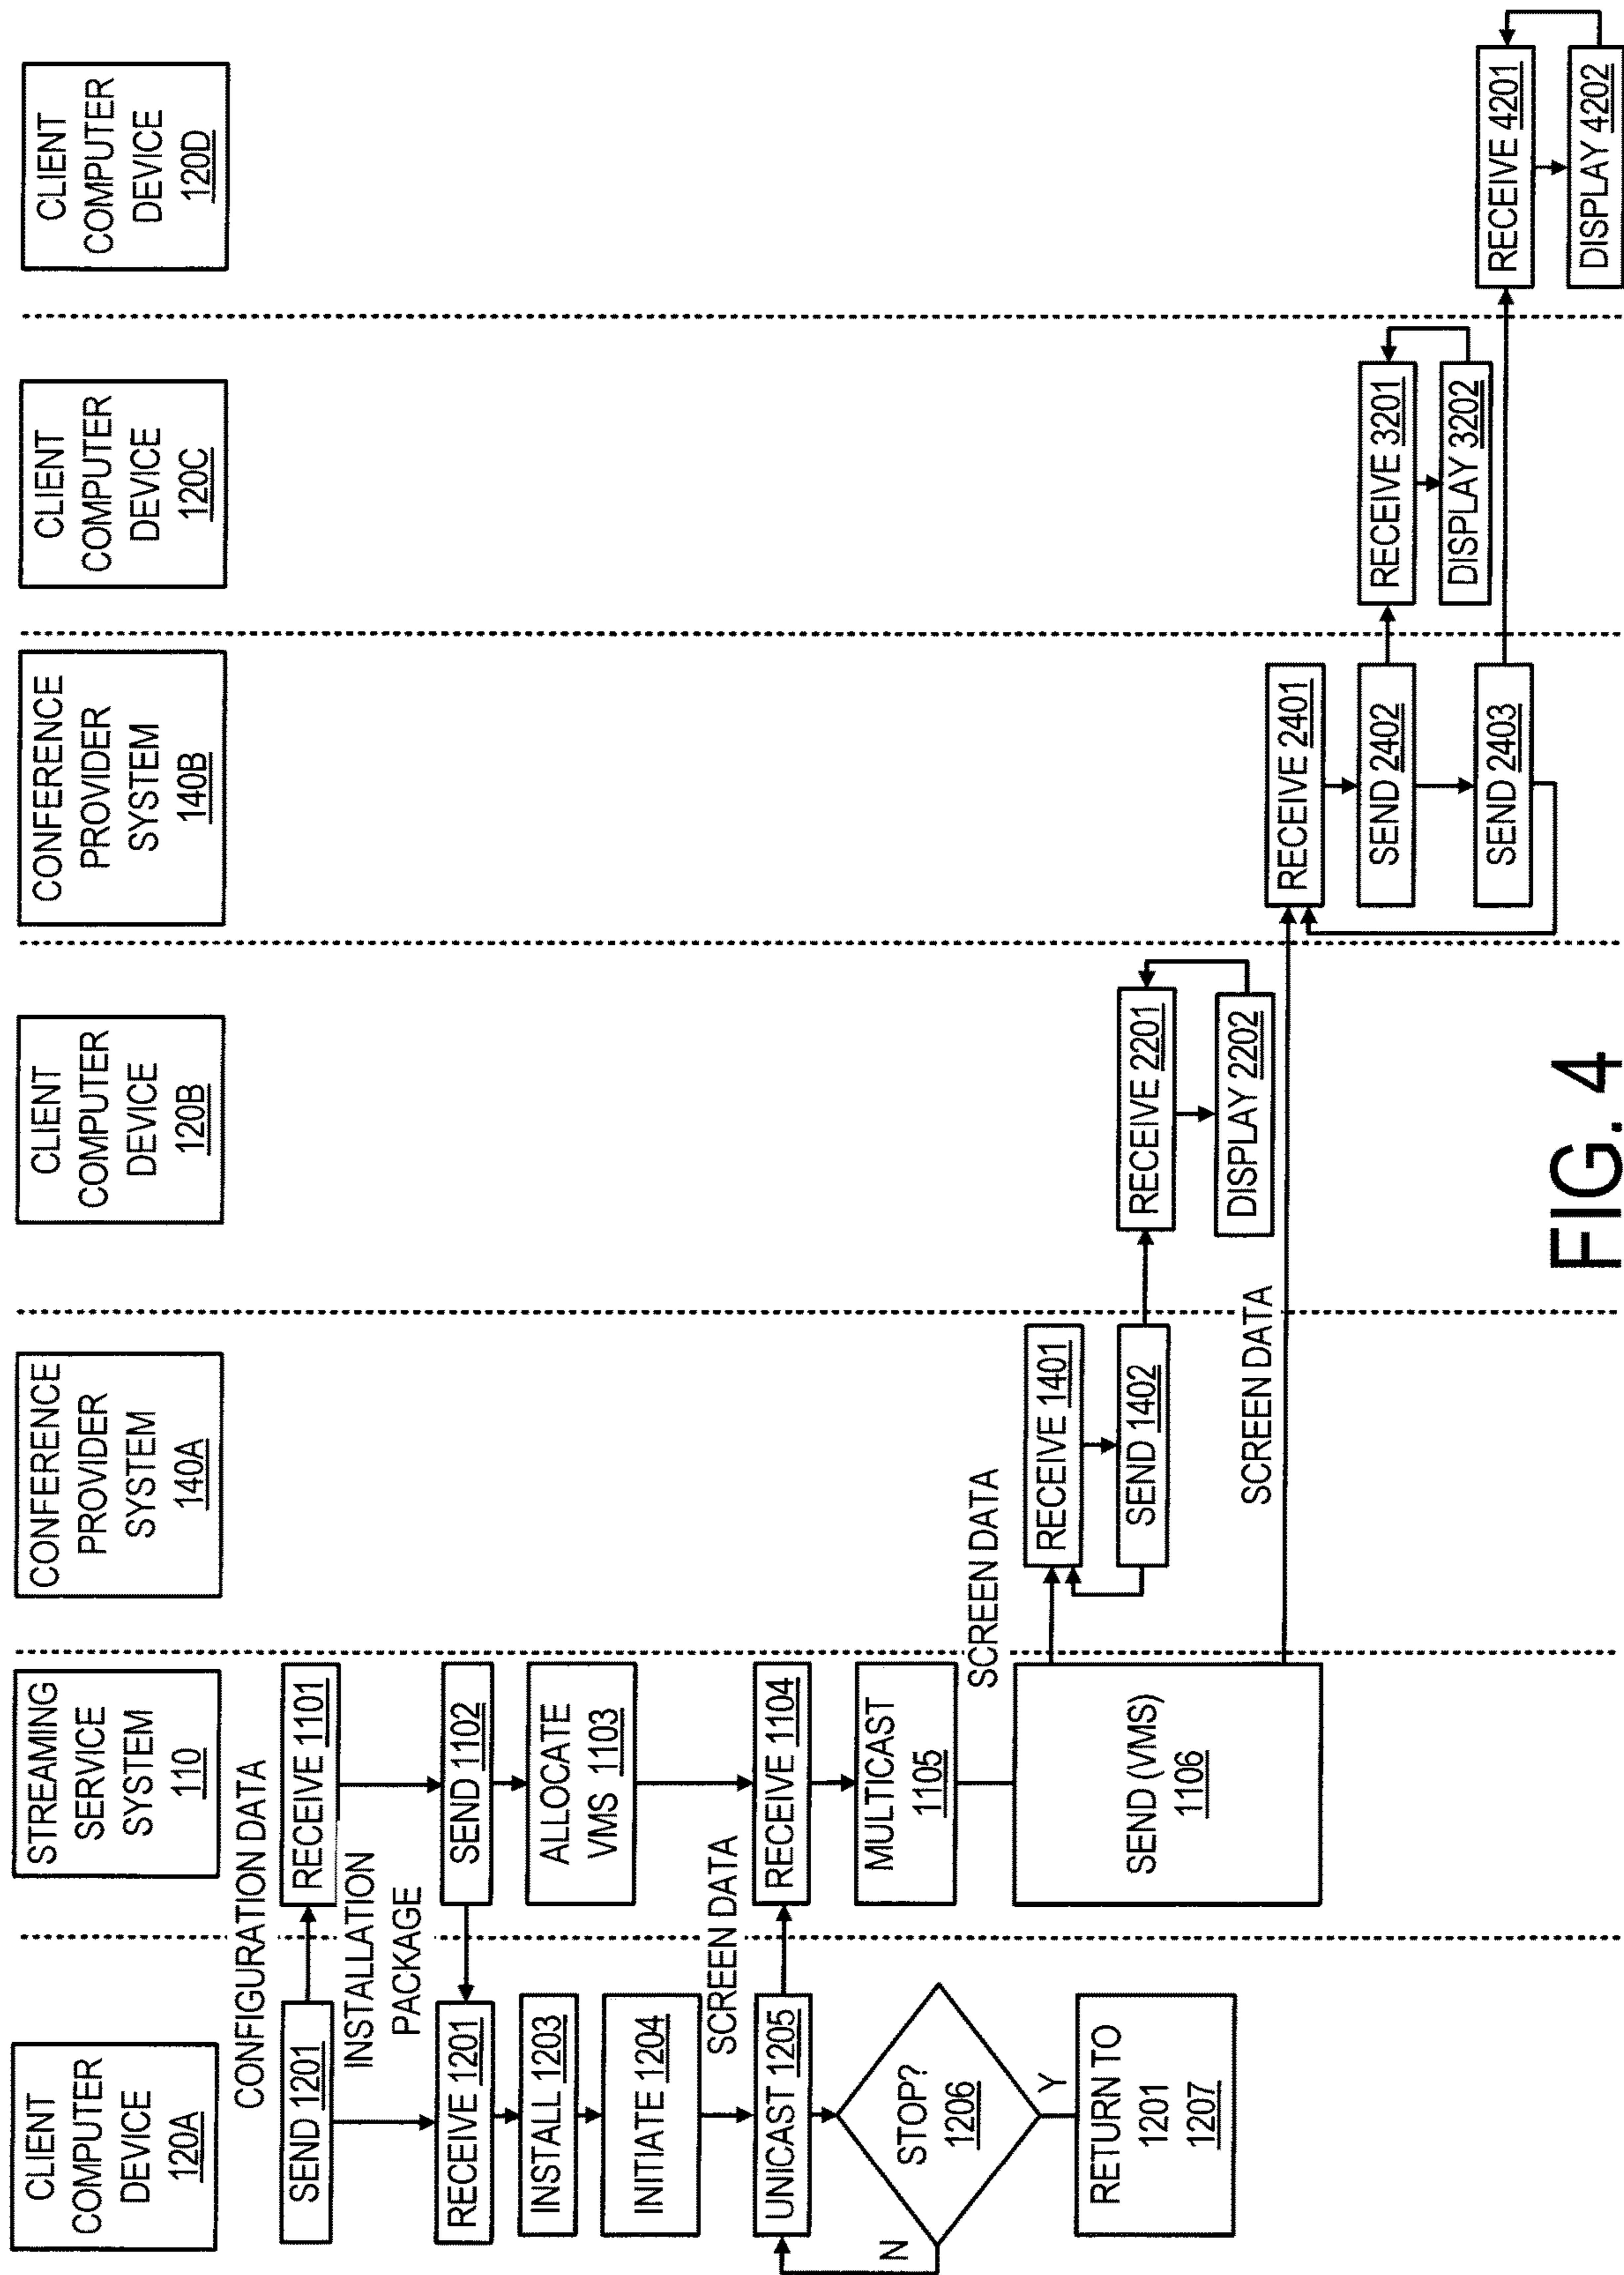 CLIENT
COMPUTER
DEVICE
120A
STREAMING
SERVICE
SYSTEM
110
CONFERENCE
PROVIDER
SYSTEM
140A
CLIENT
COMPUTER
DEVICE
120B
CONFERENCE
PROVIDER
SYSTEM
140B
CLIENT
COMPUTER
DEVICE
120C
CLIENT
COMPUTER
DEVICE
120D
CONFIGURATION DATA
SEND 1201
RECEIVE 1101
INSTALLATION
PACKAGE
RECEIVE 1201
SEND 1102
INSTALL 1203
ALLOCATE
VMS 1103
INITIATE 1204
SCREEN DATA
UNICAST 1205
RECEIVE 1104
STOP?
1206
N
Y
MULTICAST
1105
RETURN TO
1201
1207
SCREEN DATA
SEND (VMS)
1106
RECEIVE 1401
SEND 1402
RECEIVE 2201
DISPLAY 2202
SCREEN DATA
RECEIVE 2401
SEND 2402
SEND 2403
RECEIVE 3201
DISPLAY 3202
RECEIVE 4201
DISPLAY 4202
FIG. 4